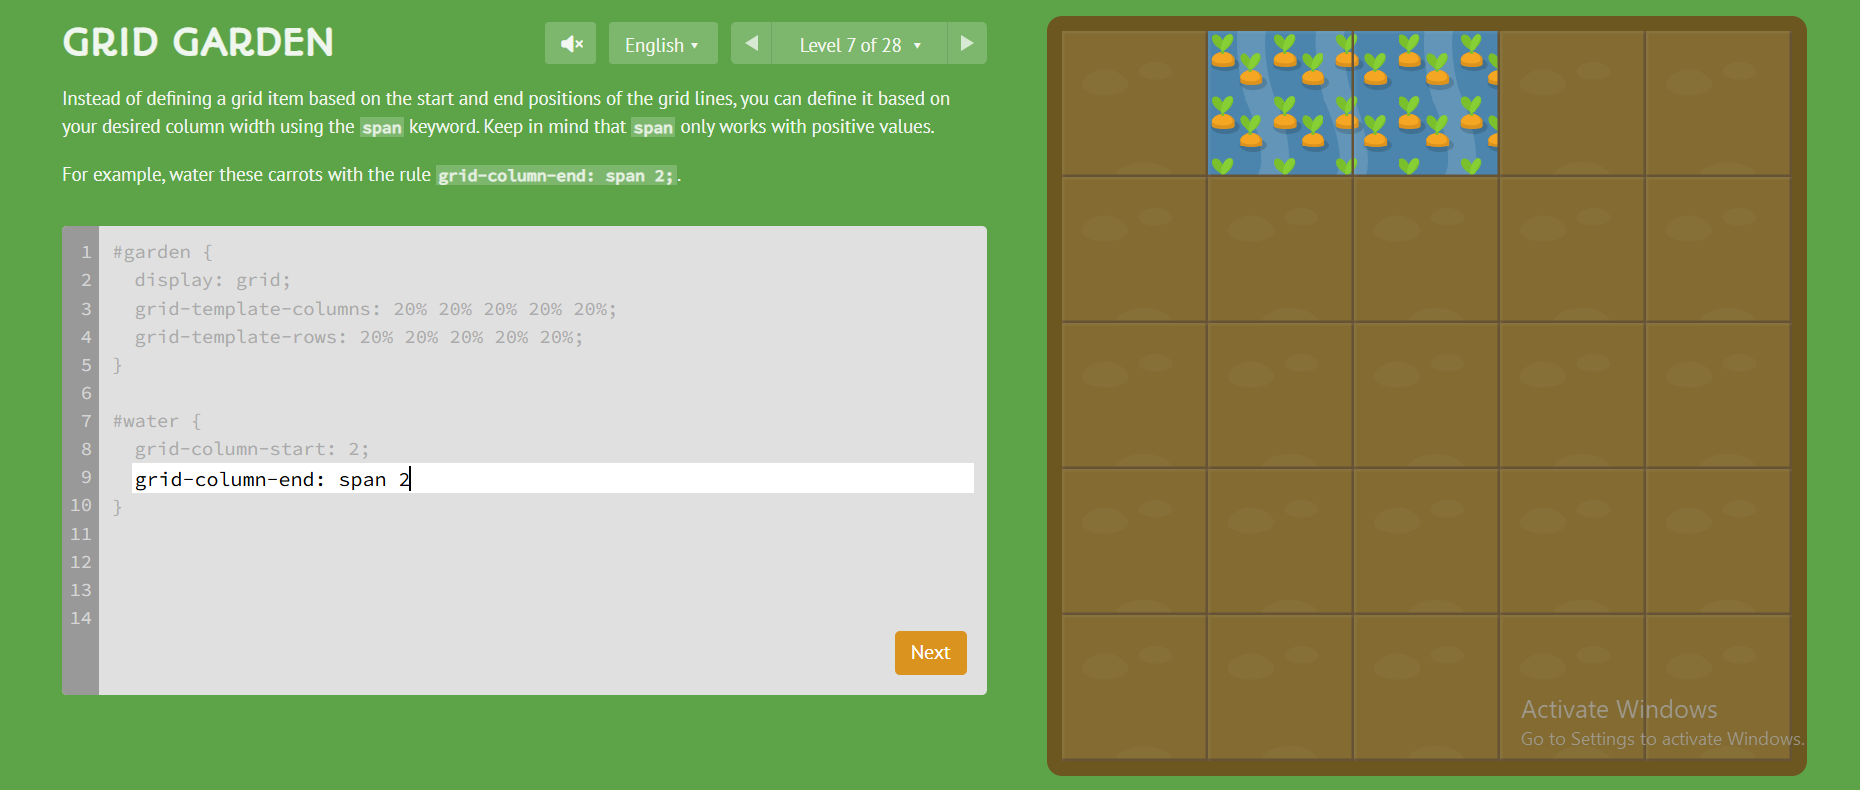 GRID GARDEN
English ▾
Level 7 of 28 ▾
Instead of defining a grid item based on the start and end positions of the grid lines, you can define it based on
your desired column width using the span keyword. Keep in mind that span only works with positive values.
For example, water these carrots with the rule grid-column-end: span 2;.
1 #garden {
2 display: grid;
3 grid-template-columns: 20% 20% 20% 20% 20%;
4 grid-template-rows: 20% 20% 20% 20% 20%;
5 }
6
7 #water {
8 grid-column-start: 2;
9 grid-column-end: span 2
10 }
11
12
13
14
Next
Activate Windows
Go to Settings to activate Windows.